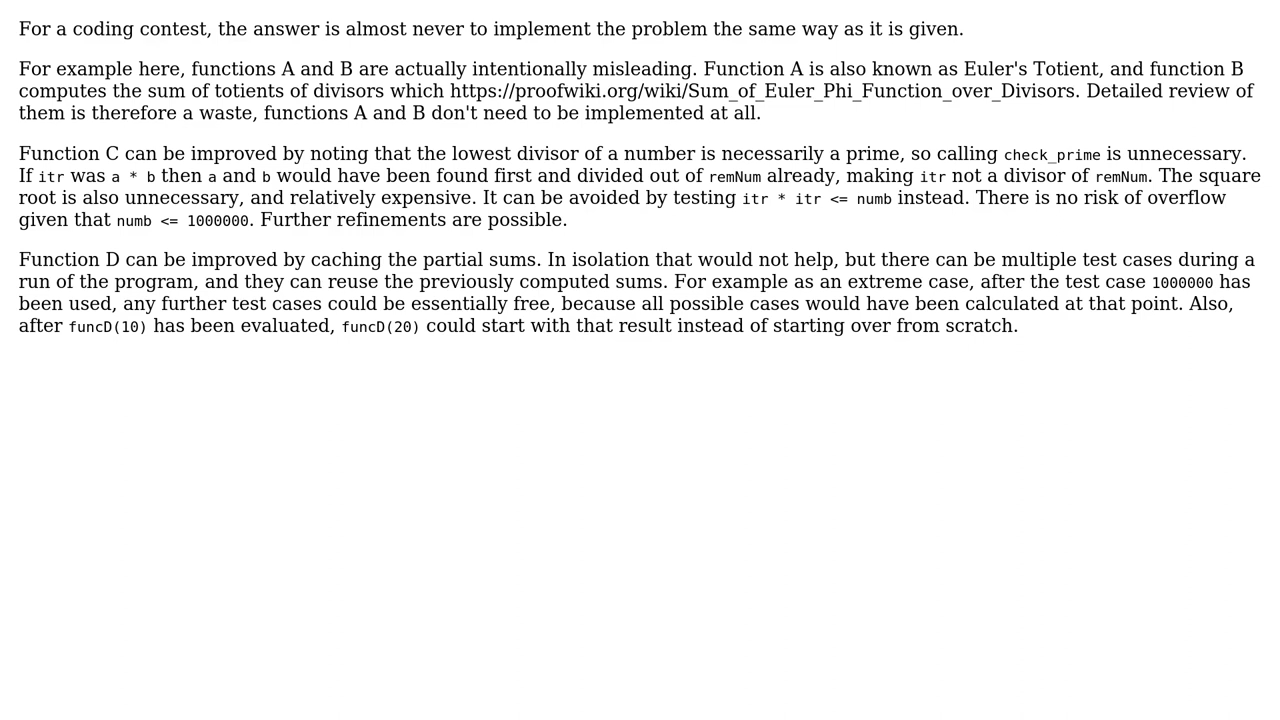 For a coding contest, the answer is almost never to implement the problem the same way as it is given.
For example here, functions A and B are actually intentionally misleading. Function A is also known as Euler's Totient, and function B
computes the sum of totients of divisors which https://proofwiki.org/wiki/Sum_of_Euler_Phi_Function_over_Divisors. Detailed review of
them is therefore a waste, functions A and B don't need to be implemented at all.
Function C can be improved by noting that the lowest divisor of a number is necessarily a prime, so calling check_prime is unnecessary.
If itr was a * b then a and b would have been found first and divided out of remNum already, making itr not a divisor of remNum. The square
root is also unnecessary, and relatively expensive. It can be avoided by testing itr * itr <= numb instead. There is no risk of overflow
given that numb <= 1000000. Further refinements are possible.
Function D can be improved by caching the partial sums. In isolation that would not help, but there can be multiple test cases during a
run of the program, and they can reuse the previously computed sums. For example as an extreme case, after the test case 1000000 has
been used, any further test cases could be essentially free, because all possible cases would have been calculated at that point. Also,
after funcD(10) has been evaluated, funcD(20) could start with that result instead of starting over from scratch.